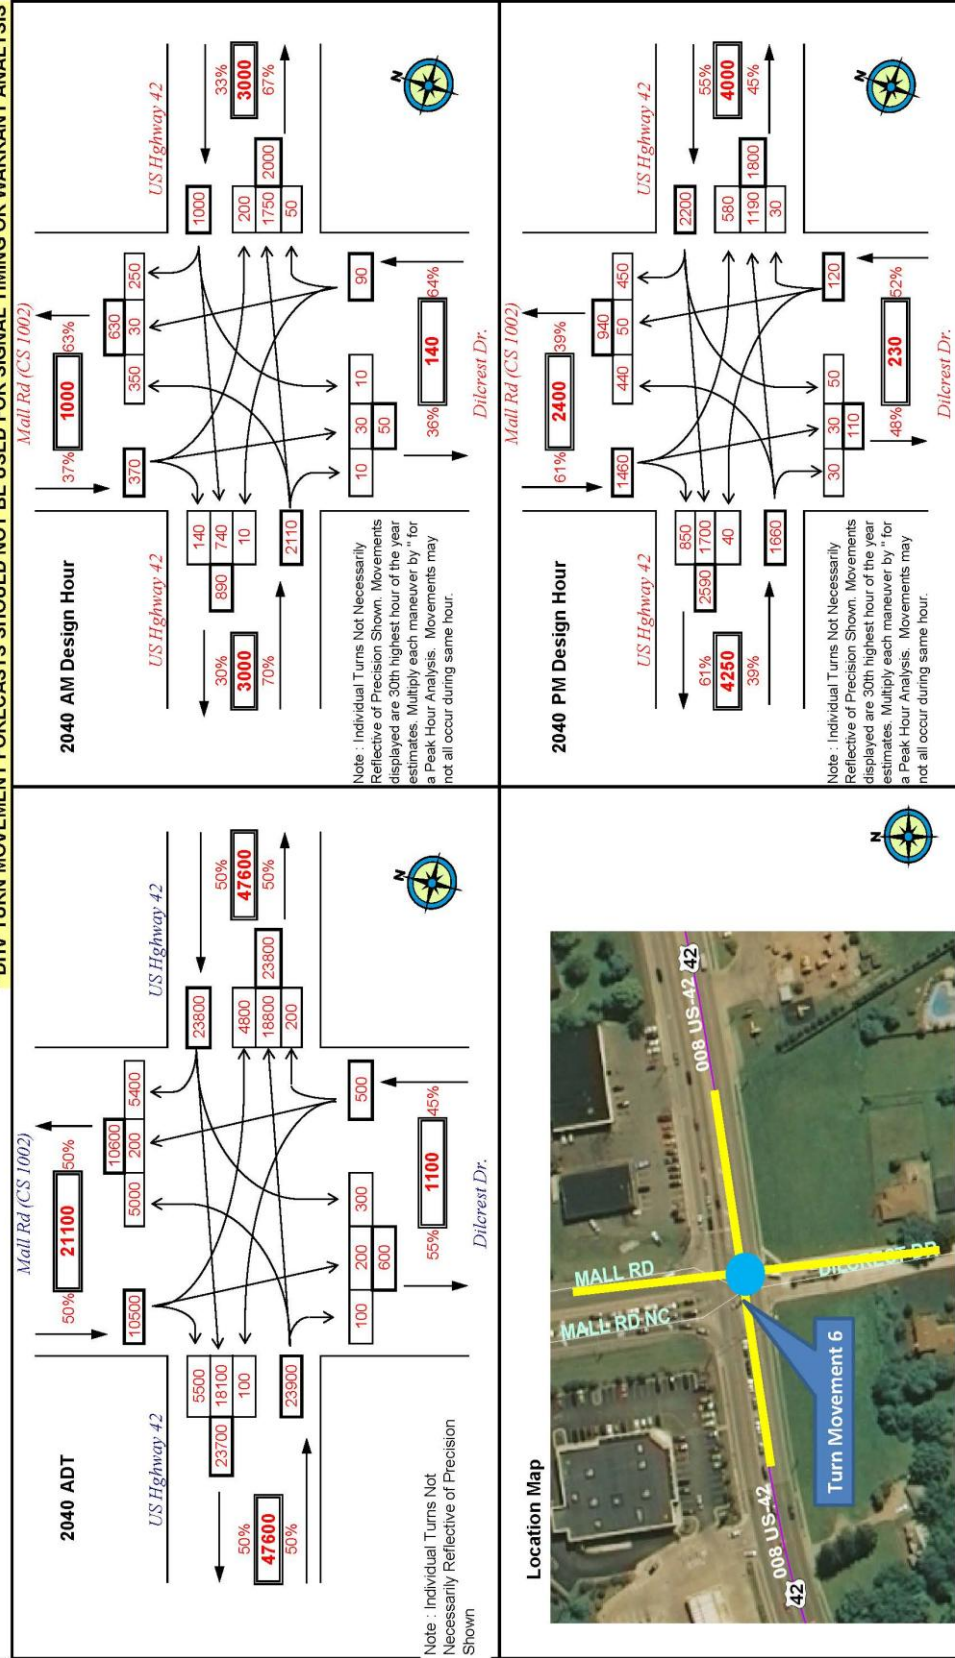 DHV TURN MOVEMENT FORECASTS SHOULD NOT BE USED FOR SIGNAL TIMING OR WARRANT ANALYSIS
2040 ADT
Mall Rd (CS 1002)
50%
21100
50%
10500
10600
5000
200
5400
US Hghway 42
US Hghway 42
5500
18100
100
23700
23900
50%
47600
50%
23800
4800
18800
200
23800
50%
47600
50%
100
200
300
600
500
55%
1100
45%
Dilcrest Dr.
N
Note : Individual Turns Not
Necessarily Reflective of Precision
Shown
2040 AM Design Hour
Mall Rd (CS 1002)
37%
1000
63%
370
630
350
30
250
US Hghway 42
US Hghway 42
140
740
10
890
2110
30%
3000
70%
1000
200
1750
50
2000
33%
3000
67%
10
30
10
50
90
36%
140
64%
Dilcrest Dr.
N
Note : Individual Turns Not Necessarily
Reflective of Precision Shown. Movements
displayed are 30th highest hour of the year
estimates. Multiply each maneuver by " for
a Peak Hour Analysis. Movements may
not all occur during same hour.
Location Map
MALL RD
MALL RD NC
DILCREST DR
008 US-42
42
008 US-42
42
Turn Movement 6
N
2040 PM Design Hour
Mall Rd (CS 1002)
61%
2400
39%
1460
940
440
50
450
US Hghway 42
US Hghway 42
850
1700
40
2590
1660
61%
4250
39%
2200
580
1190
30
1800
55%
4000
45%
30
30
50
110
120
48%
230
52%
Dilcrest Dr.
N
Note : Individual Turns Not Necessarily
Reflective of Precision Shown. Movements
displayed are 30th highest hour of the year
estimates. Multiply each maneuver by " for
a Peak Hour Analysis. Movements may
not all occur during same hour.